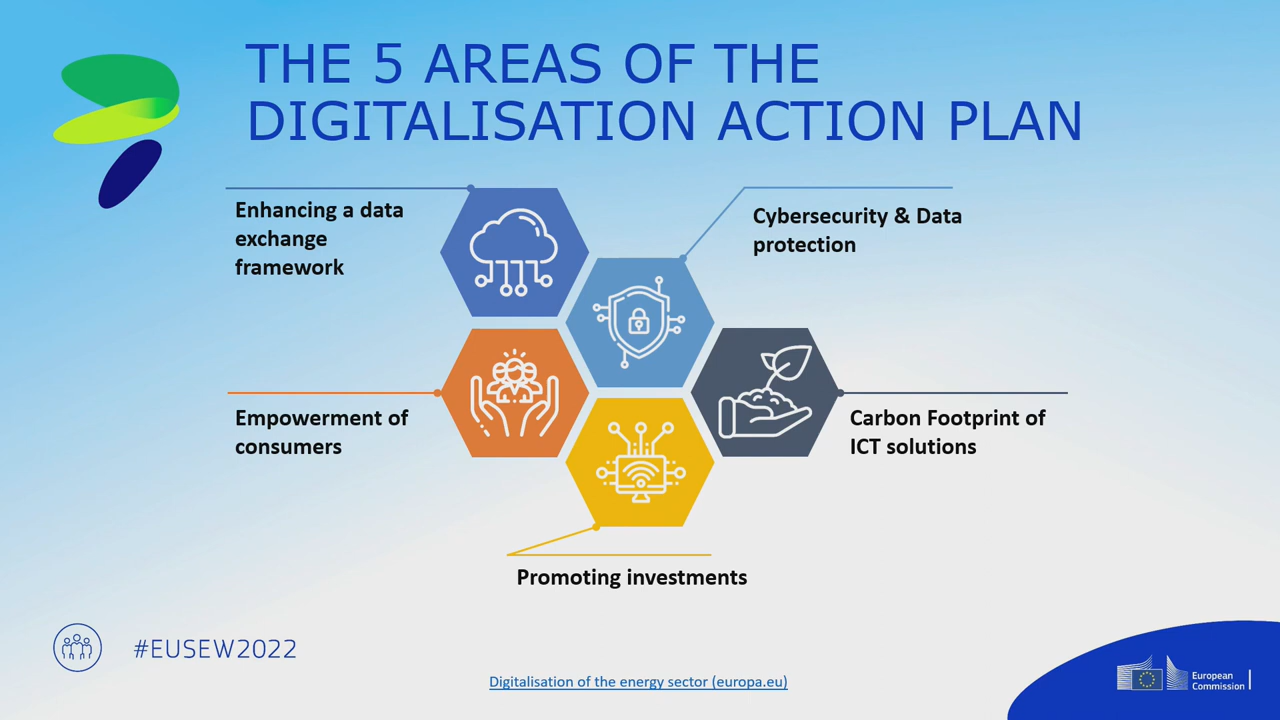 THE 5 AREAS OF THE
DIGITALISATION ACTION PLAN
Enhancing a data
exchange
framework
Cybersecurity & Data
protection
Empowerment of
consumers
Carbon Footprint of
ICT solutions
Promoting investments
#EUSEW2022
Digitalisation of the energy sector (europa.eu)
European
Commission